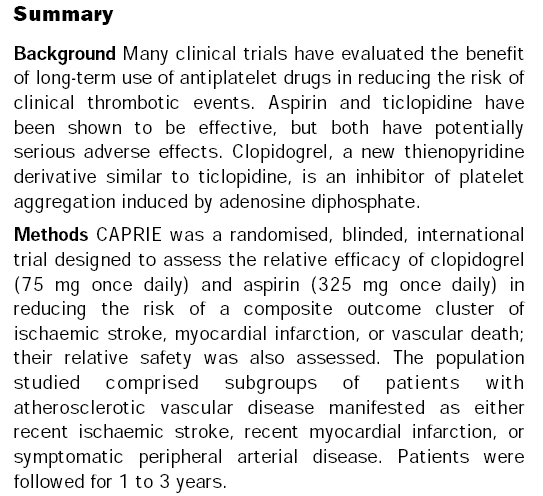 Summary
Background Many clinical trials have evaluated the benefit
of long-term use of antiplatelet drugs in reducing the risk of
clinical thrombotic events. Aspirin and ticlopidine have
been shown to be effective, but both have potentially
serious adverse effects. Clopidogrel, a new thienopyridine
derivative similar to ticlopidine, is an inhibitor of platelet
aggregation induced by adenosine diphosphate.
Methods CAPRIE was a randomised, blinded, international
trial designed to assess the relative efficacy of clopidogrel
(75 mg once daily) and aspirin (325 mg once daily) in
reducing the risk of a composite outcome cluster of
ischaemic stroke, myocardial infarction, or vascular death;
their relative safety was also assessed. The population
studied comprised subgroups of patients with
atherosclerotic vascular disease manifested as either
recent ischaemic stroke, recent myocardial infarction, or
symptomatic peripheral arterial disease. Patients were
followed for 1 to 3 years.